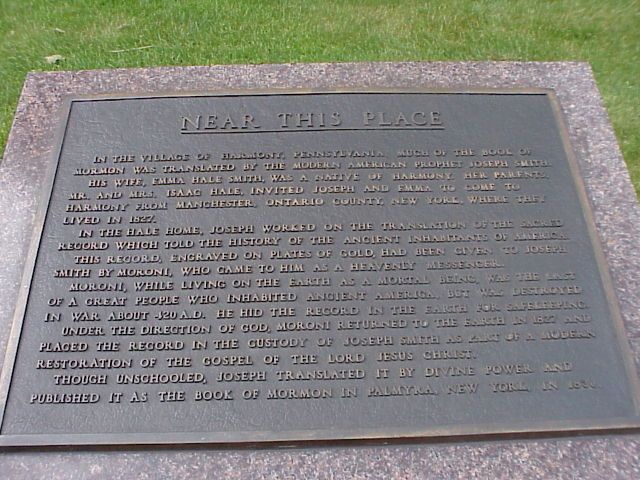 NEAR THIS PLACE
IN THE VILLAGE OF HARMONY, PENNSYLVANIA, MUCH OF THE BOOK OF
MORMON WAS TRANSLATED BY THE MODERN AMERICAN PROPHET JOSEPH SMITH.
HIS WIFE, EMMA HALE SMITH, WAS A NATIVE OF HARMONY. HER PARENTS,
MR. AND MRS. ISAAC HALE, INVITED JOSEPH AND EMMA TO COME TO
HARMONY FROM MANCHESTER, ONTARIO COUNTY, NEW YORK, WHERE THEY
LIVED IN 1827.
IN THE HALE HOME, JOSEPH WORKED ON THE TRANSLATION OF THE SACRED
RECORD WHICH TOLD THE HISTORY OF THE ANCIENT INHABITANTS OF AMERICA.
THIS RECORD, ENGRAVED ON PLATES OF GOLD, HAD BEEN GIVEN TO JOSEPH
SMITH BY MORONI, WHO CAME TO HIM AS A HEAVENLY MESSENGER.
MORONI, WHILE LIVING ON THE EARTH AS A MORTAL BEING, WAS THE LAST
OF A GREAT PEOPLE WHO INHABITED ANCIENT AMERICA, BUT WAS DESTROYED
IN WAR ABOUT 420 A.D. HE HID THE RECORD IN THE EARTH FOR SAFEKEEPING.
UNDER THE DIRECTION OF GOD, MORONI RETURNED TO THE EARTH IN 1827 AND
PLACED THE RECORD IN THE CUSTODY OF JOSEPH SMITH AS PART OF A MODERN
RESTORATION OF THE GOSPEL OF THE LORD JESUS CHRIST.
THOUGH UNSCHOOLED, JOSEPH TRANSLATED IT BY DIVINE POWER AND
PUBLISHED IT AS THE BOOK OF MORMON IN PALMYRA, NEW YORK, IN 1830.